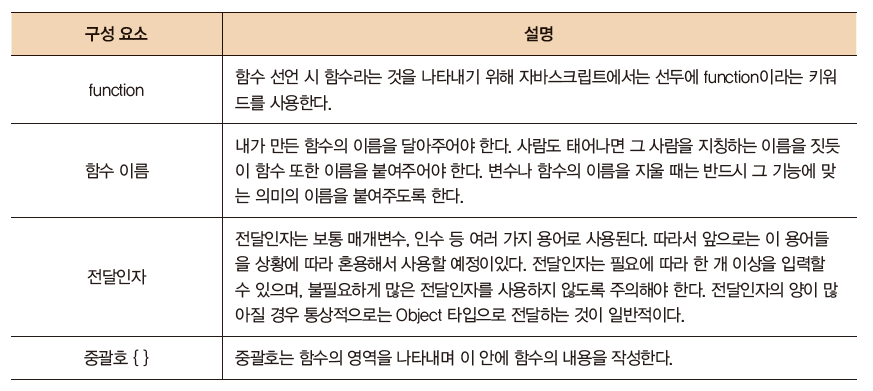 구성 요소
설명
function
함수 선언 시 함수라는 것을 나타내기 위해 자바스크립트에서는 선두에 function이라는 키워
드를 사용한다.
함수 이름
내가 만든 함수의 이름을 달아주어야 한다. 사람도 태어나면 그 사람을 지칭하는 이름을 짓듯
이 함수 또한 이름을 붙여주어야 한다. 변수나 함수의 이름을 지울 때는 반드시 그 기능에 맞
는 의미의 이름을 붙여주도록 한다.
전달인자
전달인자는 보통 매개변수, 인수 등 여러 가지 용어로 사용된다. 따라서 앞으로는 이 용어들
을 상황에 따라 혼용해서 사용할 예정이있다. 전달인자는 필요에 따라 한 개 이상을 입력할
수 있으며, 불필요하게 많은 전달인자를 사용하지 않도록 주의해야 한다. 전달인자의 양이 많
아질 경우 통상적으로는 Object 타입으로 전달하는 것이 일반적이다.
중괄호 { }
중괄호는 함수의 영역을 나타내며 이 안에 함수의 내용을 작성한다.